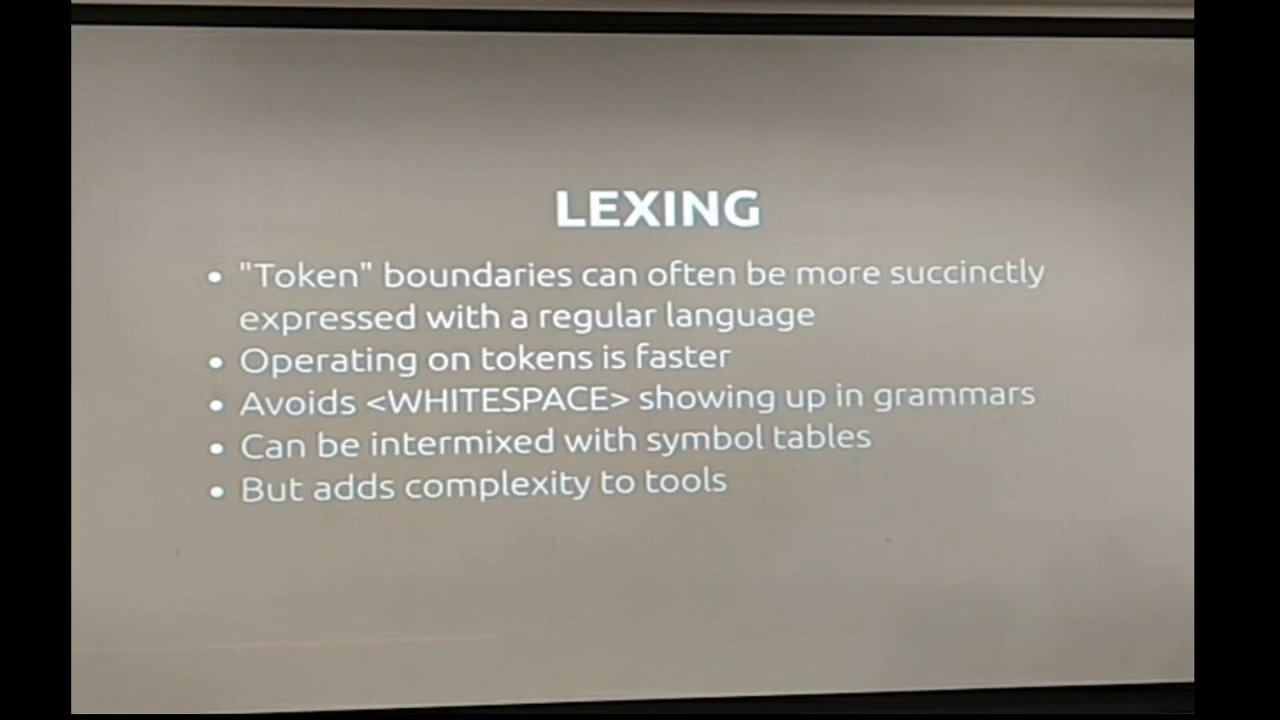 LEXING
• "Token" boundaries can often be more succinctly
expressed with a regular language
• Operating on tokens is faster
• Avoids <WHITESPACE> showing up in grammars
• Can be intermixed with symbol tables
• But adds complexity to tools